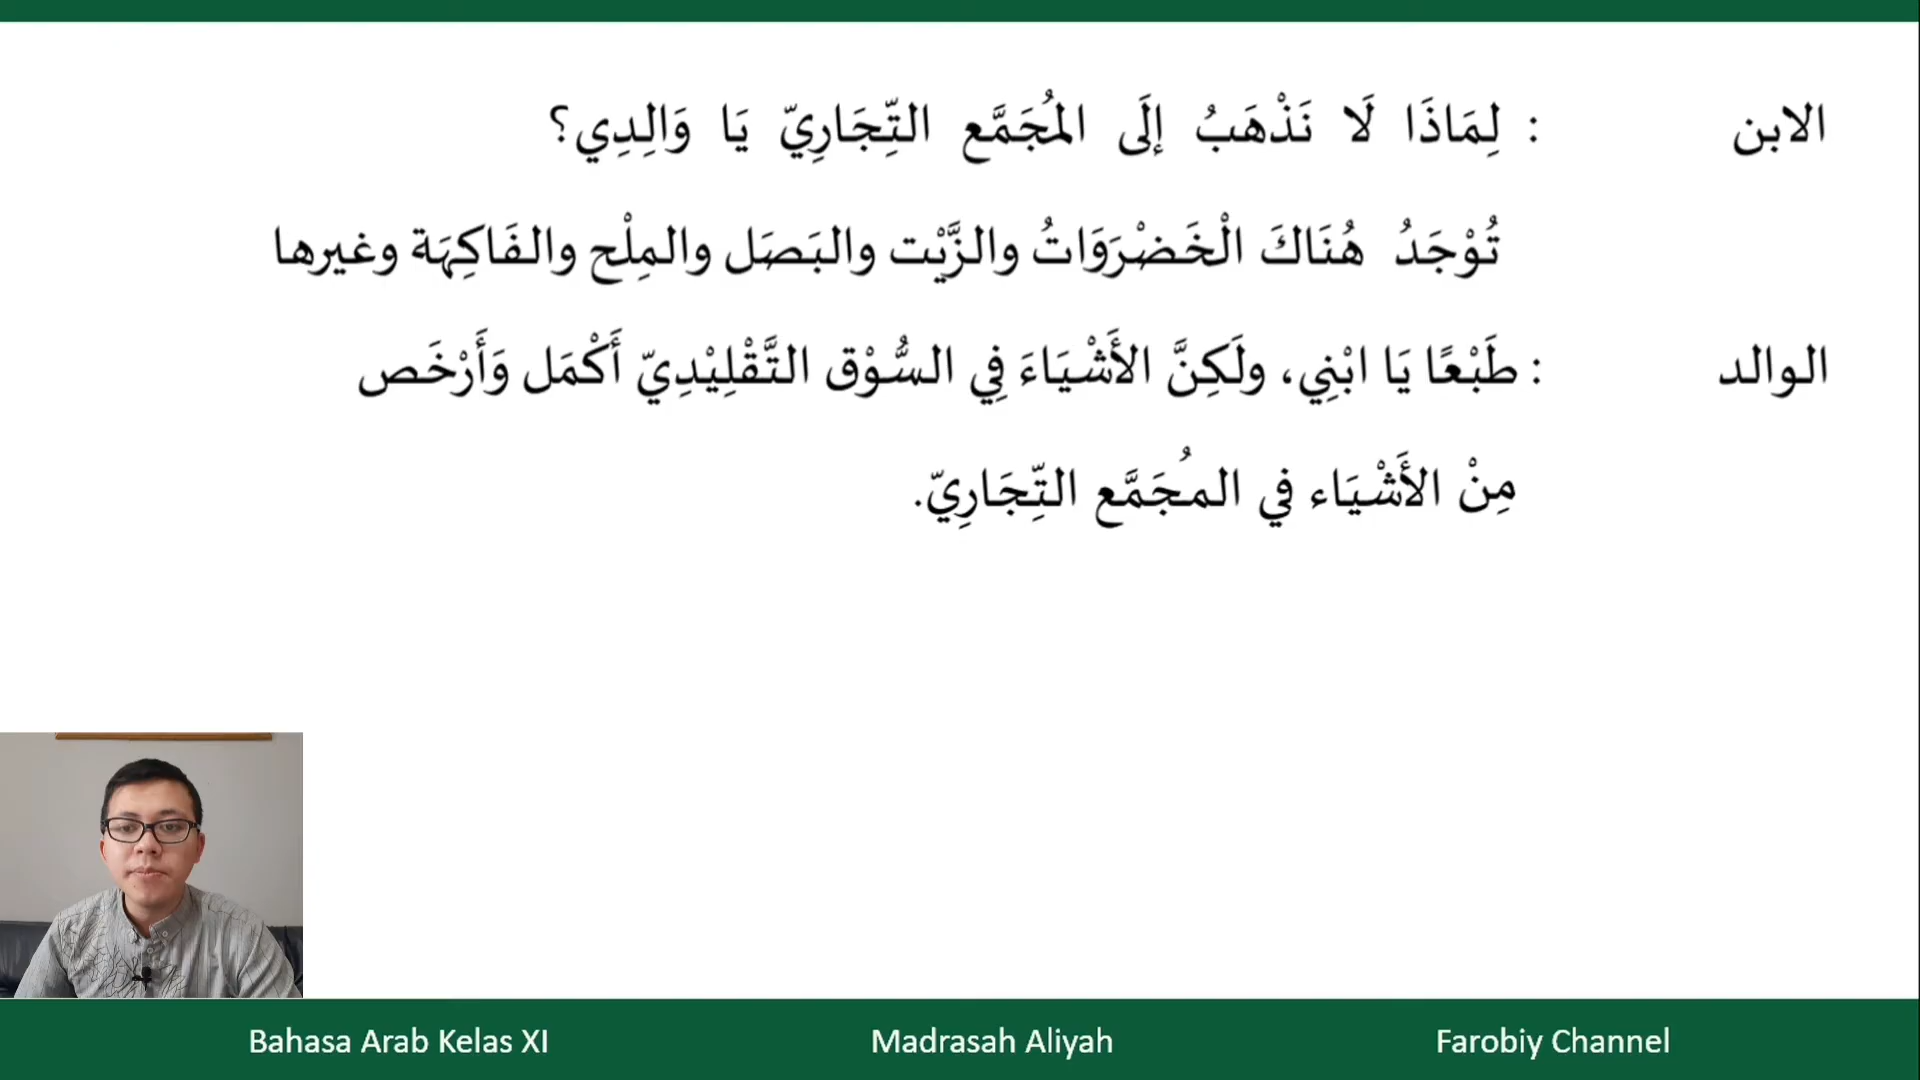 الابن : لِمَاذَا لَا نَذْهَبُ إلَى المُجَمَّع التِّجَارِيّ يَا وَالِدِي؟
تُوْجَدُ هُنَاكَ الْخَضْرَوَاتُ والزَّيْت والبَصَل والمِلْح والفَاكِهَة وغيرها
الوالد : طَبْعًا يَا ابْنِي، ولَكِنَّ الأَشْيَاءَ فِي السُّوْق التَّقْلِيْدِيّ أَكْمَل وَأَرْخَص
مِنْ الأَشْيَاء في المُجَمَّع التِّجَارِيّ.
Bahasa Arab Kelas XI Madrasah Aliyah Farobiy Channel